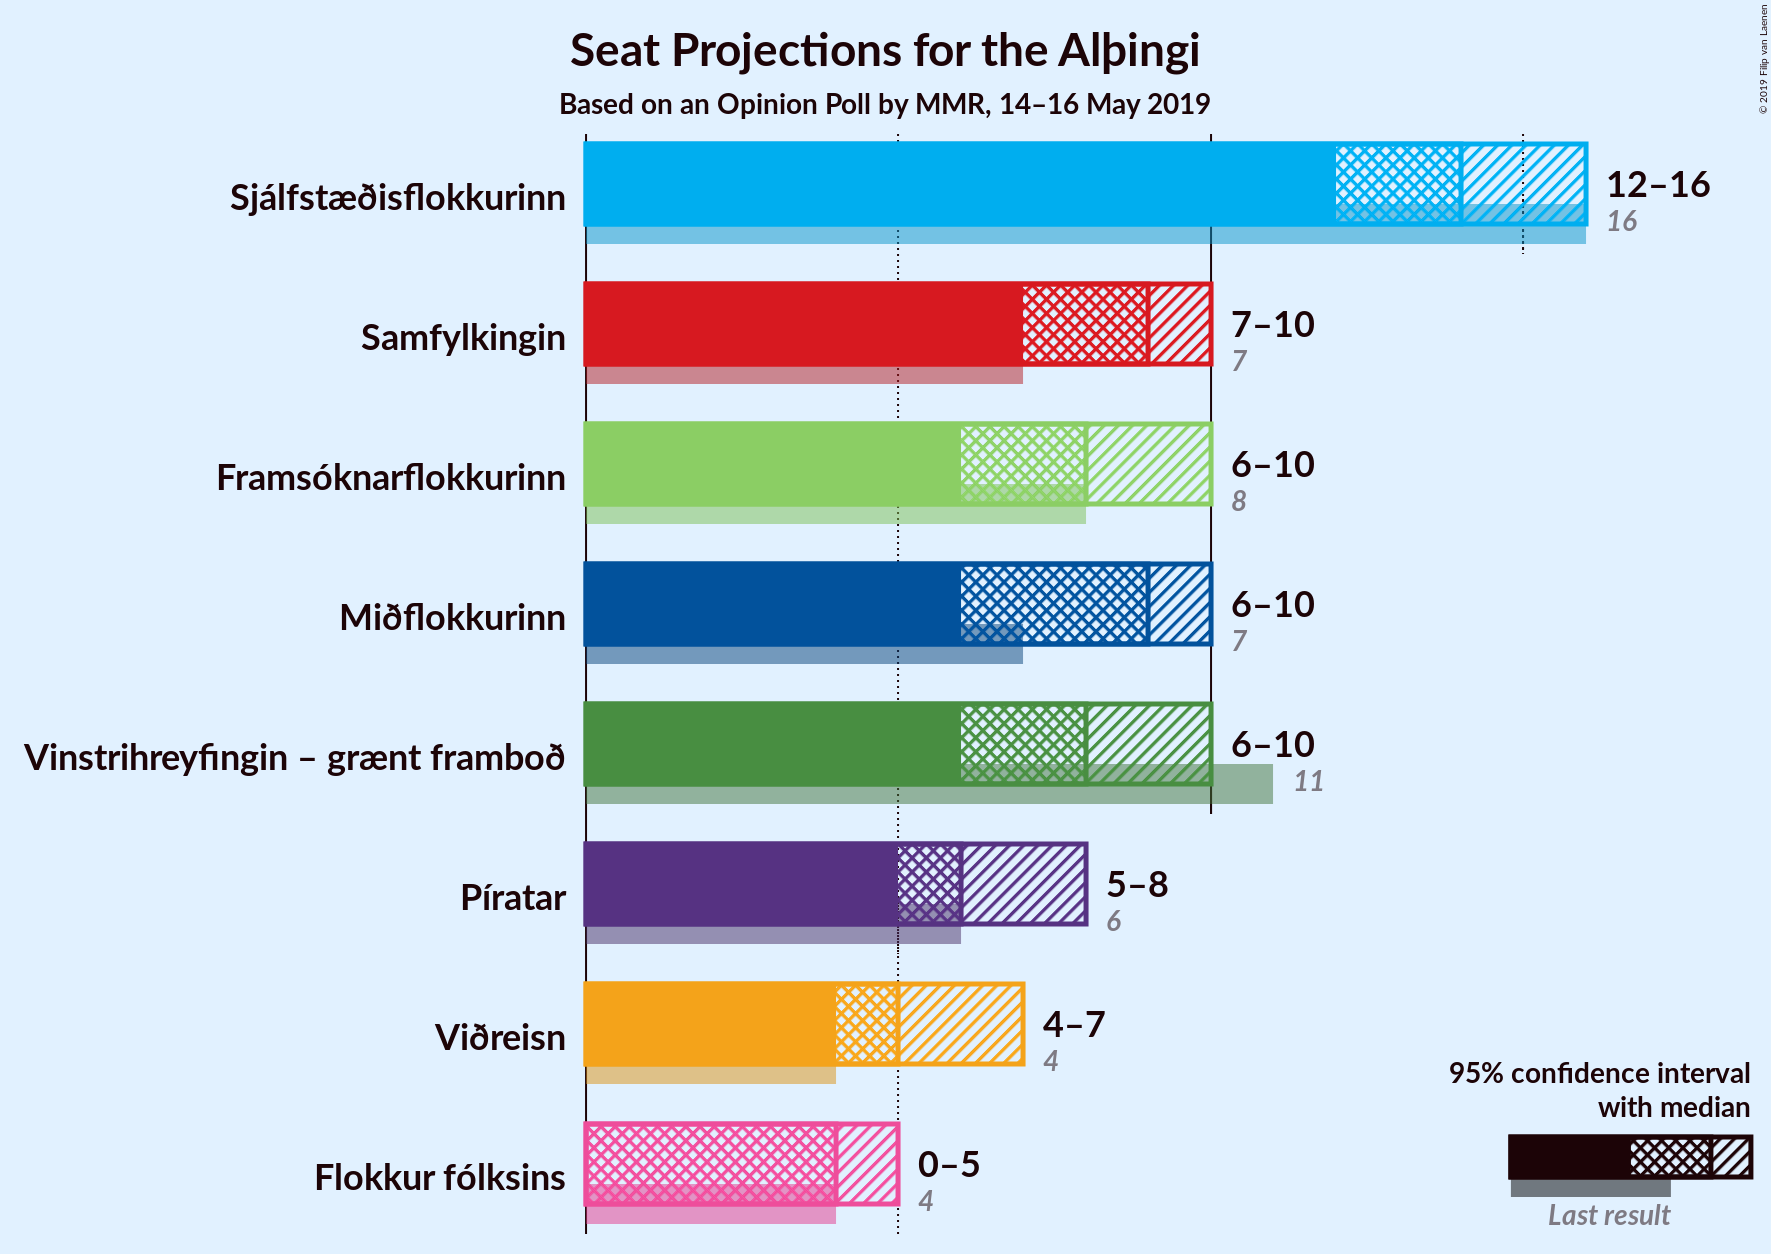 Seat Projections for the Alþingi
Based on an Opinion Poll by MMR, 14–16 May 2019
© 2019 Filip van Laenen
Sjálfstæðisflokkurinn
12–16
16
Samfylkingin
7–10
7
Framsóknarflokkurinn
6–10
8
Miðflokkurinn
6–10
7
Vinstrihreyfingin – grænt framboð
6–10
11
Píratar
5–8
6
Viðreisn
4–7
4
Flokkur fólksins
0–5
4
95% confidence interval
with median
Last result